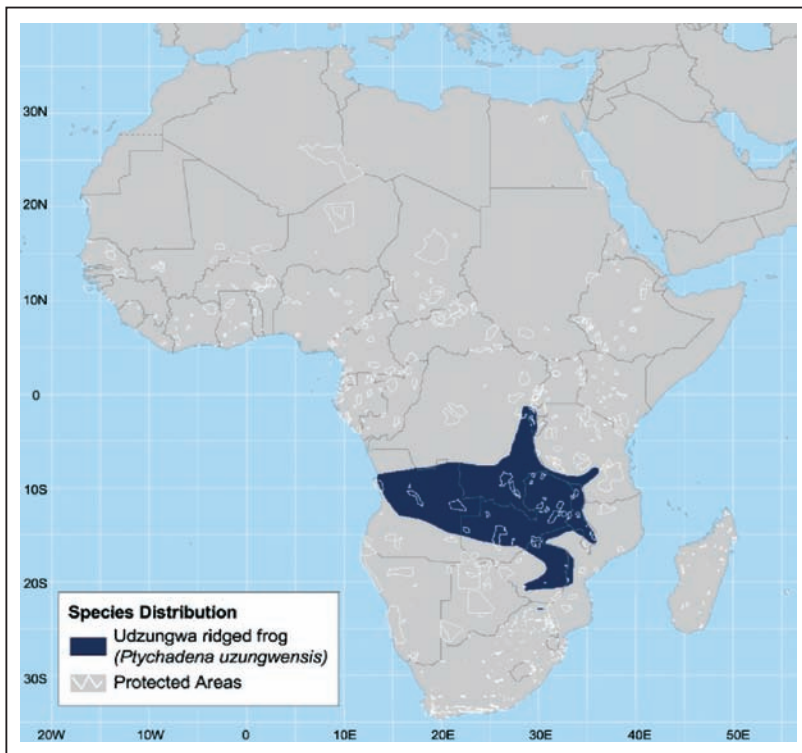 30N
20N
10N
0
10S
20S
30S
Species Distribution
Udzungwa ridged frog
(Ptychadena uzungwensis)
Protected Areas
20W 10W 0 10E 20E 30E 40E 50E